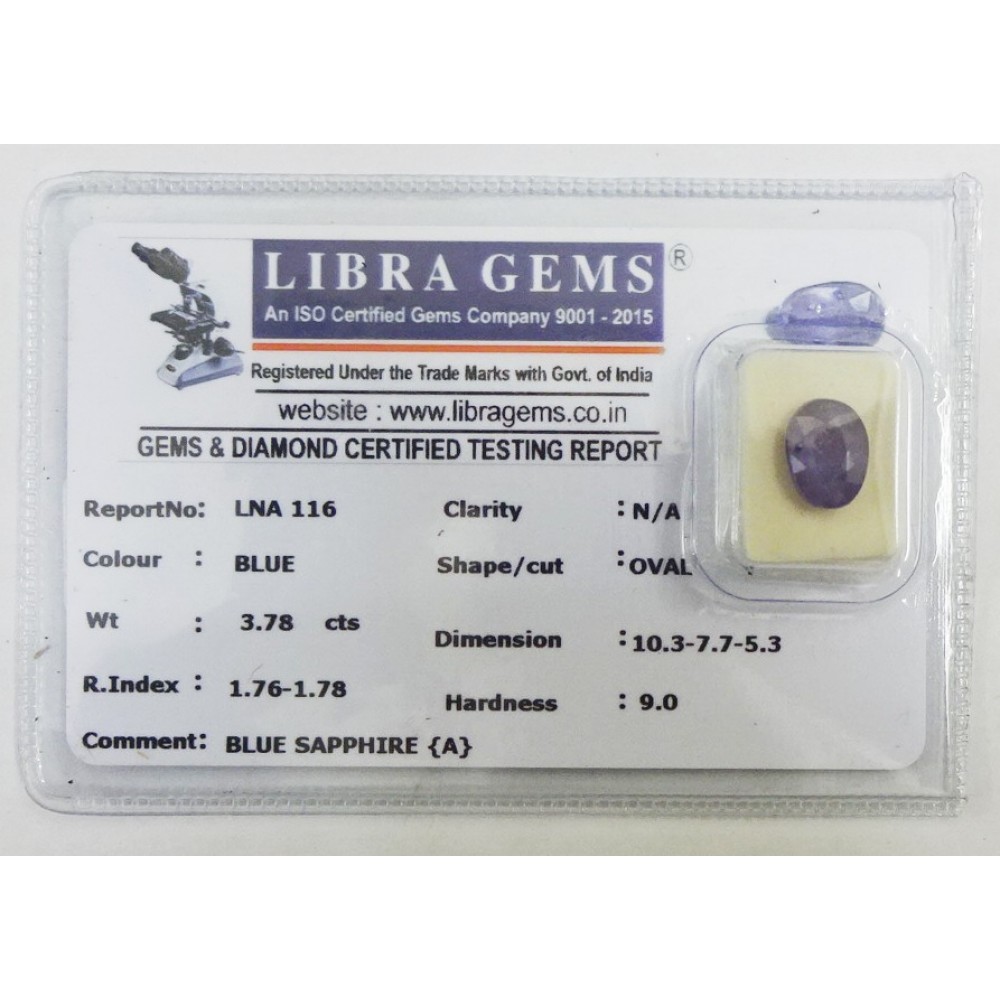 LIBRA GEMS ®
An ISO Certified Gems Company 9001 - 2015
Registered Under the Trade Marks with Govt. of India
website : www.libragems.co.in
GEMS & DIAMOND CERTIFIED TESTING REPORT
ReportNo: LNA 116 Clarity : N/A
Colour : BLUE Shape/cut : OVAL
Wt : 3.78 cts Dimension : 10.3-7.7-5.3
R.Index : 1.76-1.78 Hardness : 9.0
Comment: BLUE SAPPHIRE {A}